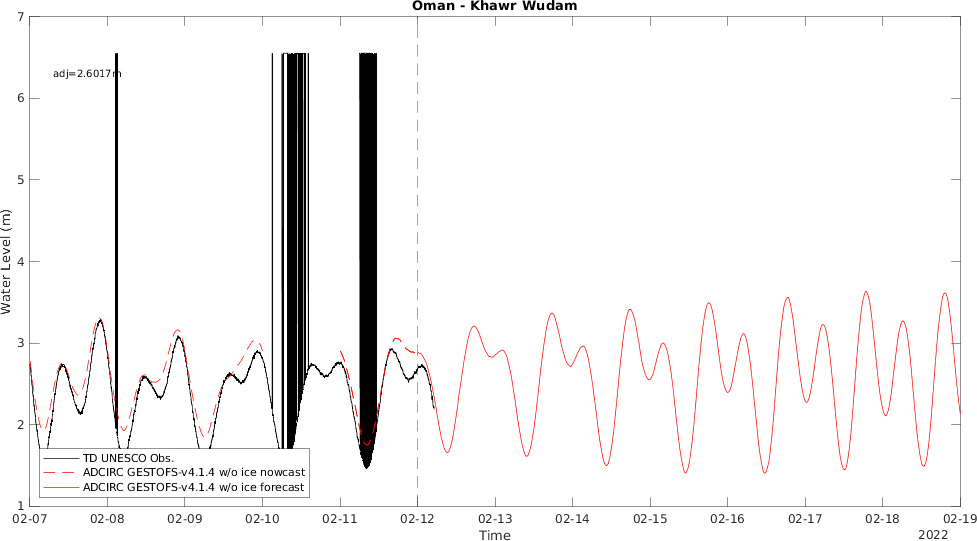 Oman - Khawr Wudam
7
adj=2.6017m
6
5
4
3
2
1
Water Level (m)
TD UNESCO Obs.
ADCIRC GESTOFS-v4.1.4 w/o ice nowcast
ADCIRC GESTOFS-v4.1.4 w/o ice forecast
02-07 02-08 02-09 02-10 02-11 02-12 02-13 02-14 02-15 02-16 02-17 02-18 02-19
Time
2022